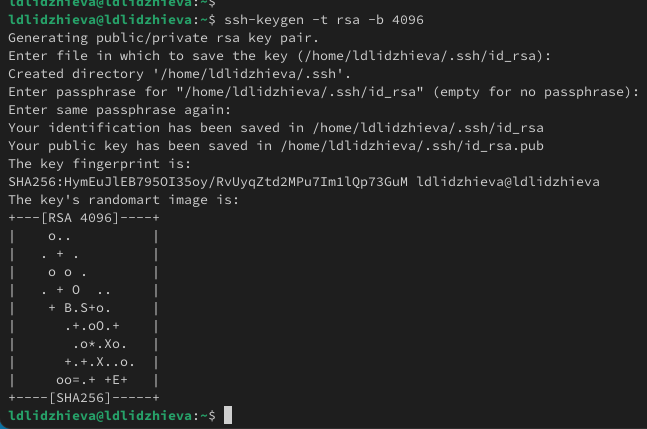 ldlidzhieva@ldlidzhieva:~$
ldlidzhieva@ldlidzhieva:~$ ssh-keygen -t rsa -b 4096
Generating public/private rsa key pair.
Enter file in which to save the key (/home/ldlidzhieva/.ssh/id_rsa):
Created directory '/home/ldlidzhieva/.ssh'.
Enter passphrase for "/home/ldlidzhieva/.ssh/id_rsa" (empty for no passphrase):
Enter same passphrase again:
Your identification has been saved in /home/ldlidzhieva/.ssh/id_rsa
Your public key has been saved in /home/ldlidzhieva/.ssh/id_rsa.pub
The key fingerprint is:
SHA256:HymEuJlEB795OI35oy/RvUyqZtd2MPu7Im1lQp73GuM ldlidzhieva@ldlidzhieva
The key's randomart image is:
+---[RSA 4096]----+
|    o..          |
|   . + .         |
|    o o .        |
|   . + O  ..     |
|    + B.S+o.     |
|      .+.oO.+    |
|       .o*.Xo.   |
|      +.+.X..o.  |
|     oo=.+ +E+   |
+----[SHA256]-----+
ldlidzhieva@ldlidzhieva:~$